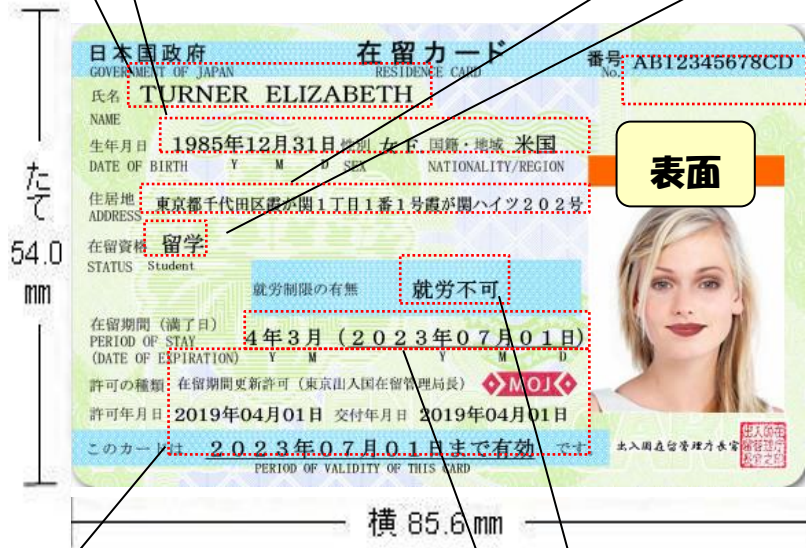 日本国政府 在留カード 番号 AB12345678CD
GOVERNMENT OF JAPAN RESIDENCE CARD No.
氏名 TURNER ELIZABETH
NAME
生年月日 1985年12月31日 性別 女 F. 国籍・地域 米国
DATE OF BIRTH Y M D SEX NATIONALITY/REGION
表面
住居地 東京都千代田区霞が関1丁目1番1号霞が関ハイツ202号
ADDRESS
在留資格 留学
STATUS Student
就労制限の有無 就労不可
在留期間(満了日) 4年3月(2023年07月01日)
PERIOD OF STAY
(DATE OF EXPIRATION) Y M Y M D
許可の種類 在留期間更新許可(東京出入国在留管理局長) MOJ
許可年月日 2019年04月01日 交付年月日 2019年04月01日
このカードは 2023年07月01日まで有効 です。
PERIOD OF VALIDITY OF THIS CARD
出入国在留管理庁長官
たて
54.0
mm
横 85.6mm